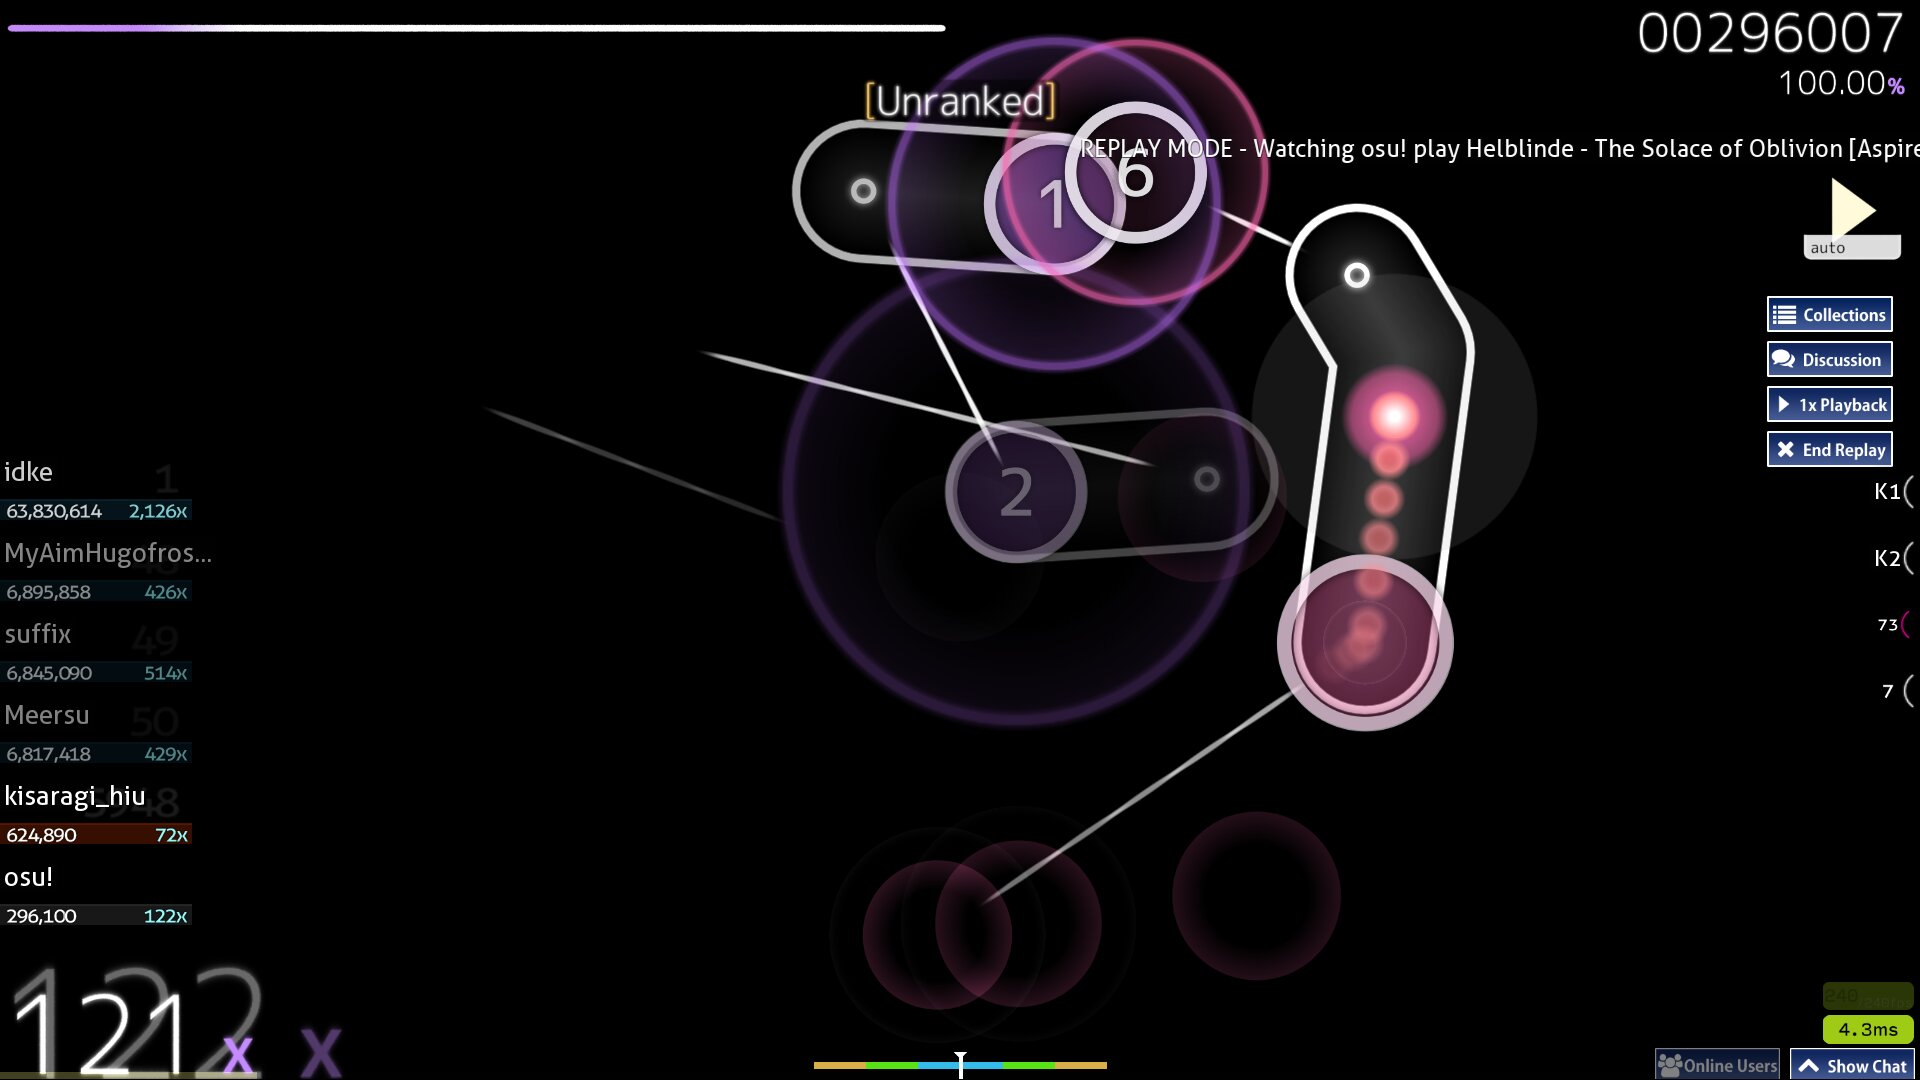 00296007
100.00%
[Unranked]
REPLAY MODE - Watching osu! play Helblinde - The Solace of Oblivion [Aspire
1
6
auto
Collections
Discussion
1x Playback
End Replay
2
K1
K2
73
7
idke
1
63,830,614 2,126x
MyAimHugofros...
6,895,858 426x
suffix
49
6,845,090 514x
Meersu
50
6,817,418 429x
kisaragi_hiu
624,890 72x
osu!
296,100 122x
122x
121x
240/240fps
4.3ms
Online Users
Show Chat